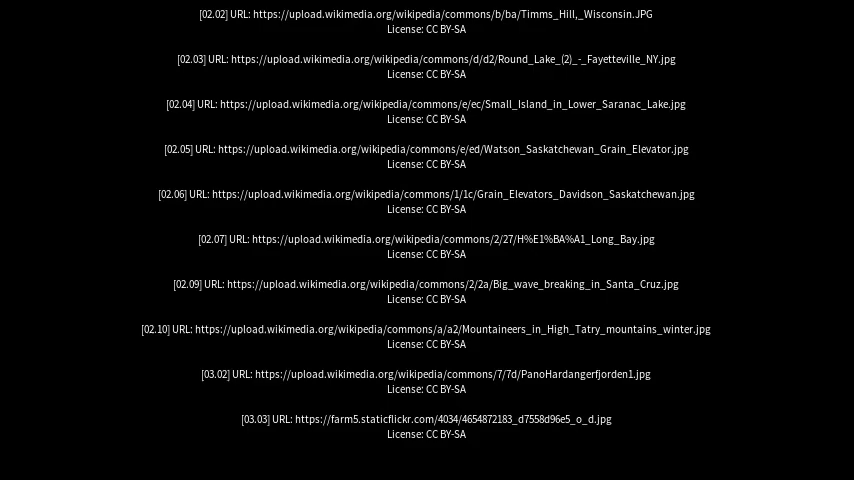 [02.02] URL: https://upload.wikimedia.org/wikipedia/commons/b/ba/Timms_Hill,_Wisconsin.JPG
License: CC BY-SA
[02.03] URL: https://upload.wikimedia.org/wikipedia/commons/d/d2/Round_Lake_(2)_-_Fayetteville_NY.jpg
License: CC BY-SA
[02.04] URL: https://upload.wikimedia.org/wikipedia/commons/e/ec/Small_Island_in_Lower_Saranac_Lake.jpg
License: CC BY-SA
[02.05] URL: https://upload.wikimedia.org/wikipedia/commons/e/ed/Watson_Saskatchewan_Grain_Elevator.jpg
License: CC BY-SA
[02.06] URL: https://upload.wikimedia.org/wikipedia/commons/1/1c/Grain_Elevators_Davidson_Saskatchewan.jpg
License: CC BY-SA
[02.07] URL: https://upload.wikimedia.org/wikipedia/commons/2/27/H%E1%BA%A1_Long_Bay.jpg
License: CC BY-SA
[02.09] URL: https://upload.wikimedia.org/wikipedia/commons/2/2a/Big_wave_breaking_in_Santa_Cruz.jpg
License: CC BY-SA
[02.10] URL: https://upload.wikimedia.org/wikipedia/commons/a/a2/Mountaineers_in_High_Tatry_mountains_winter.jpg
License: CC BY-SA
[03.02] URL: https://upload.wikimedia.org/wikipedia/commons/7/7d/PanoHardangerfjorden1.jpg
License: CC BY-SA
[03.03] URL: https://farm5.staticflickr.com/4034/4654872183_d7558d96e5_o_d.jpg
License: CC BY-SA